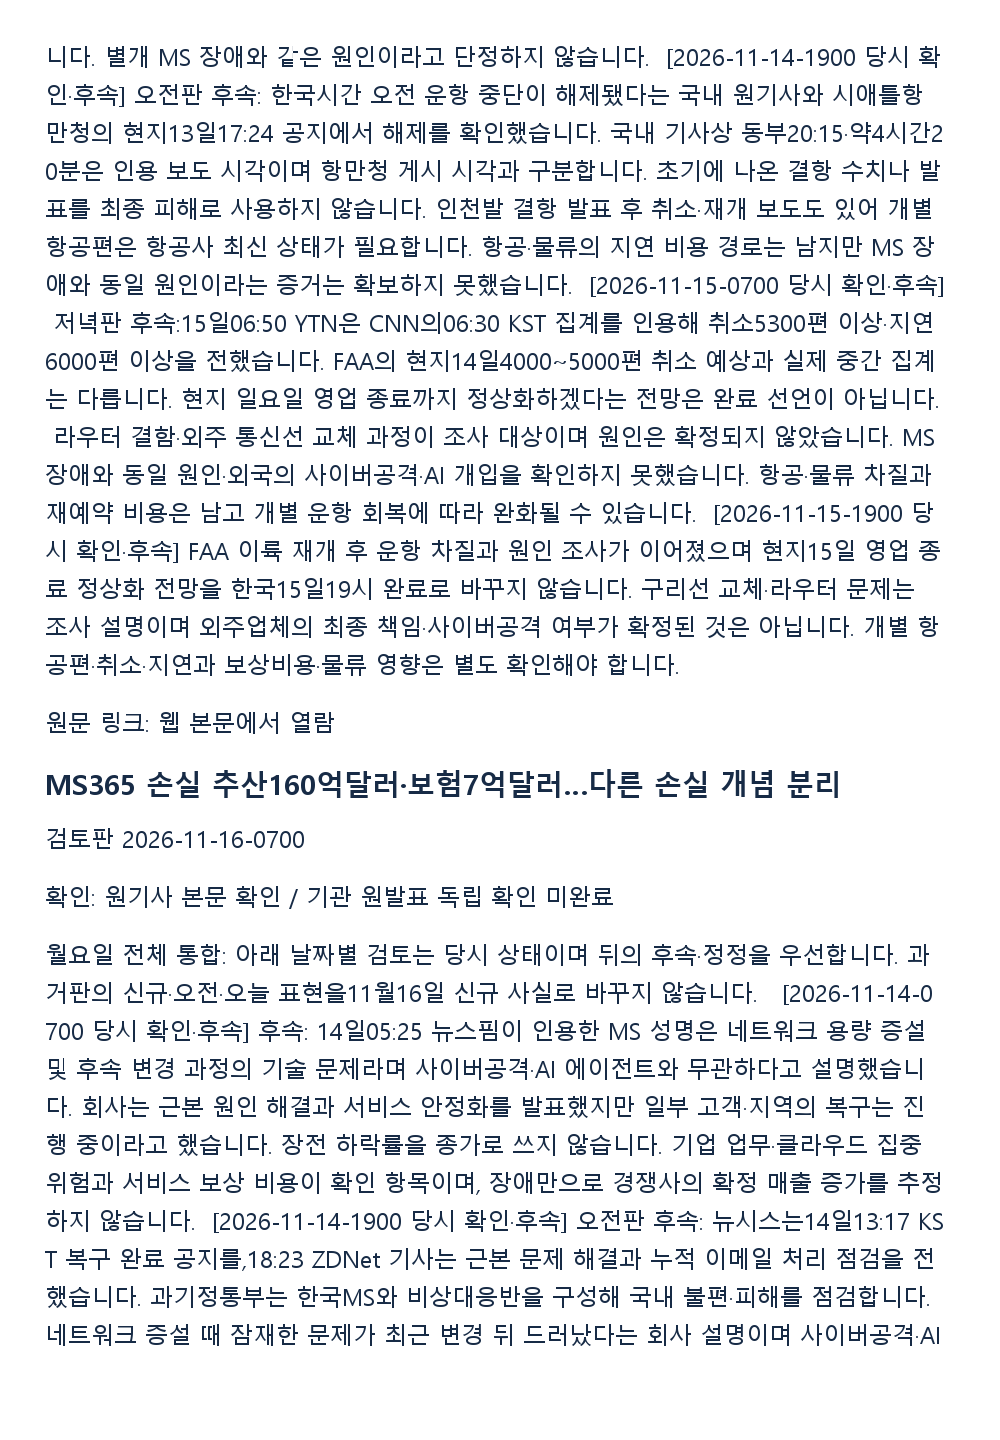 니다. 별개 MS 장애와 같은 원인이라고 단정하지 않습니다.  [2026-11-14-1900 당시 확
인·후속] 오전판 후속: 한국시간 오전 운항 중단이 해제됐다는 국내 원기사와 시애틀항
만청의 현지13일17:24 공지에서 해제를 확인했습니다. 국내 기사상 동부20:15·약4시간2
0분은 인용 보도 시각이며 항만청 게시 시각과 구분합니다. 초기에 나온 결항 수치나 발
표를 최종 피해로 사용하지 않습니다. 인천발 결항 발표 후 취소·재개 보도도 있어 개별
항공편은 항공사 최신 상태가 필요합니다. 항공·물류의 지연 비용 경로는 남지만 MS 장
애와 동일 원인이라는 증거는 확보하지 못했습니다.  [2026-11-15-0700 당시 확인·후속]
저녁판 후속:15일06:50 YTN은 CNN의06:30 KST 집계를 인용해 취소5300편 이상·지연
6000편 이상을 전했습니다. FAA의 현지14일4000~5000편 취소 예상과 실제 중간 집계
는 다릅니다. 현지 일요일 영업 종료까지 정상화하겠다는 전망은 완료 선언이 아닙니다.
라우터 결함·외주 통신선 교체 과정이 조사 대상이며 원인은 확정되지 않았습니다. MS
장애와 동일 원인·외국의 사이버공격·AI 개입을 확인하지 못했습니다. 항공·물류 차질과
재예약 비용은 남고 개별 운항 회복에 따라 완화될 수 있습니다.  [2026-11-15-1900 당
시 확인·후속] FAA 이륙 재개 후 운항 차질과 원인 조사가 이어졌으며 현지15일 영업 종
료 정상화 전망을 한국15일19시 완료로 바꾸지 않습니다. 구리선 교체·라우터 문제는
조사 설명이며 외주업체의 최종 책임·사이버공격 여부가 확정된 것은 아닙니다. 개별 항
공편·취소·지연과 보상비용·물류 영향은 별도 확인해야 합니다.
원문 링크: 웹 본문에서 열람
MS365 손실 추산160억달러·보험7억달러…다른 손실 개념 분리
검토판 2026-11-16-0700
확인: 원기사 본문 확인 / 기관 원발표 독립 확인 미완료
월요일 전체 통합: 아래 날짜별 검토는 당시 상태이며 뒤의 후속·정정을 우선합니다. 과
거판의 신규·오전·오늘 표현을11월16일 신규 사실로 바꾸지 않습니다.   [2026-11-14-0
700 당시 확인·후속] 후속: 14일05:25 뉴스핌이 인용한 MS 성명은 네트워크 용량 증설
및 후속 변경 과정의 기술 문제라며 사이버공격·AI 에이전트와 무관하다고 설명했습니
다. 회사는 근본 원인 해결과 서비스 안정화를 발표했지만 일부 고객·지역의 복구는 진
행 중이라고 했습니다. 장전 하락률을 종가로 쓰지 않습니다. 기업 업무·클라우드 집중
위험과 서비스 보상 비용이 확인 항목이며, 장애만으로 경쟁사의 확정 매출 증가를 추정
하지 않습니다.  [2026-11-14-1900 당시 확인·후속] 오전판 후속: 뉴시스는14일13:17 KS
T 복구 완료 공지를,18:23 ZDNet 기사는 근본 문제 해결과 누적 이메일 처리 점검을 전
했습니다. 과기정통부는 한국MS와 비상대응반을 구성해 국내 불편·피해를 점검합니다.
네트워크 증설 때 잠재한 문제가 최근 변경 뒤 드러났다는 회사 설명이며 사이버공격·AI